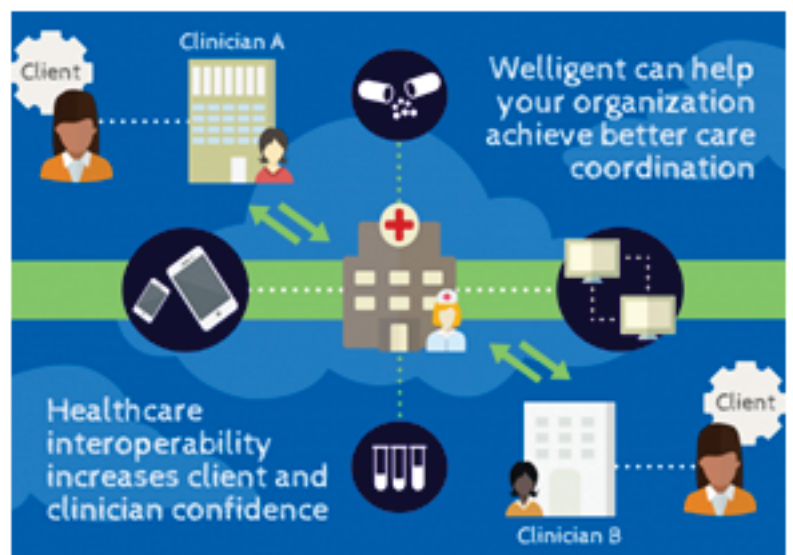 Client
Clinician A
Welligent can help
your organization
achieve better care
coordination
Healthcare
interoperability
increases client and
clinician confidence
Client
Clinician B